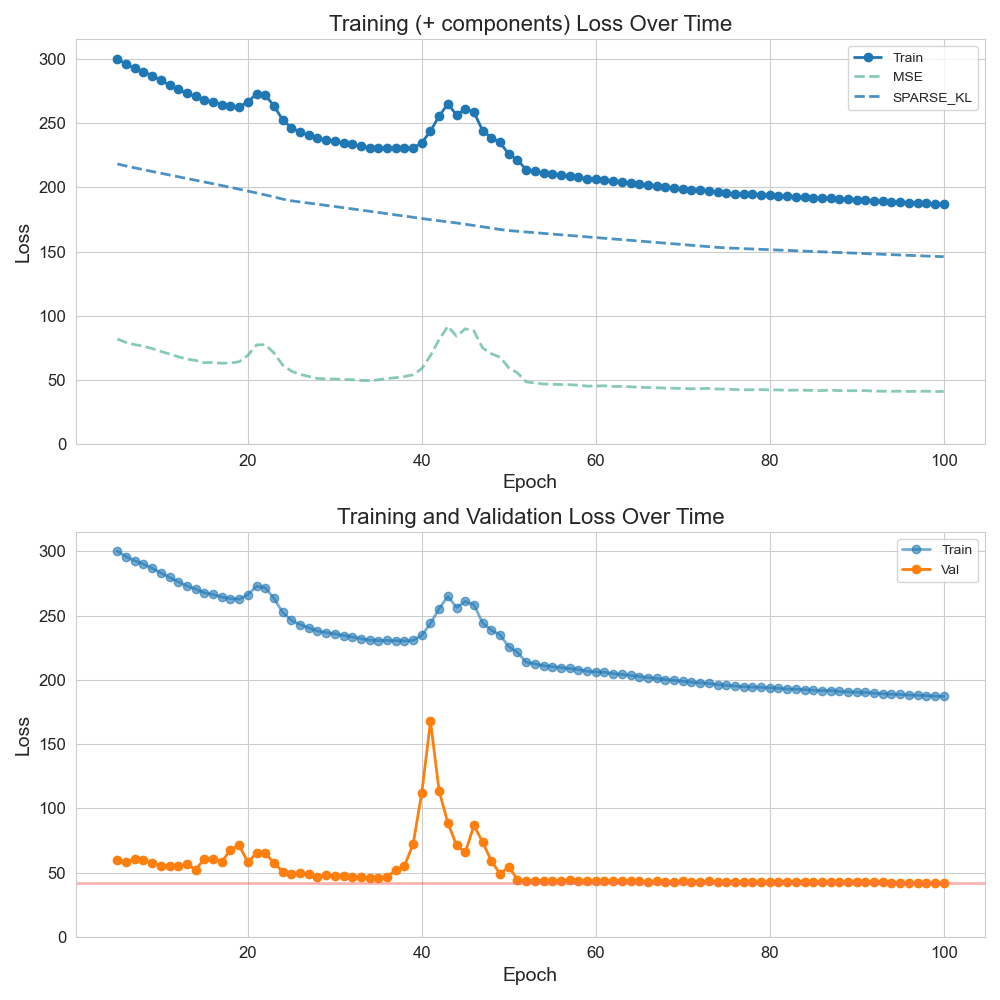 Training (+ components) Loss Over Time
Loss
300
250
200
150
100
50
0
Train
MSE
SPARSE_KL
20 40 60 80 100
Epoch
Training and Validation Loss Over Time
Loss
300
250
200
150
100
50
0
Train
Val
20 40 60 80 100
Epoch